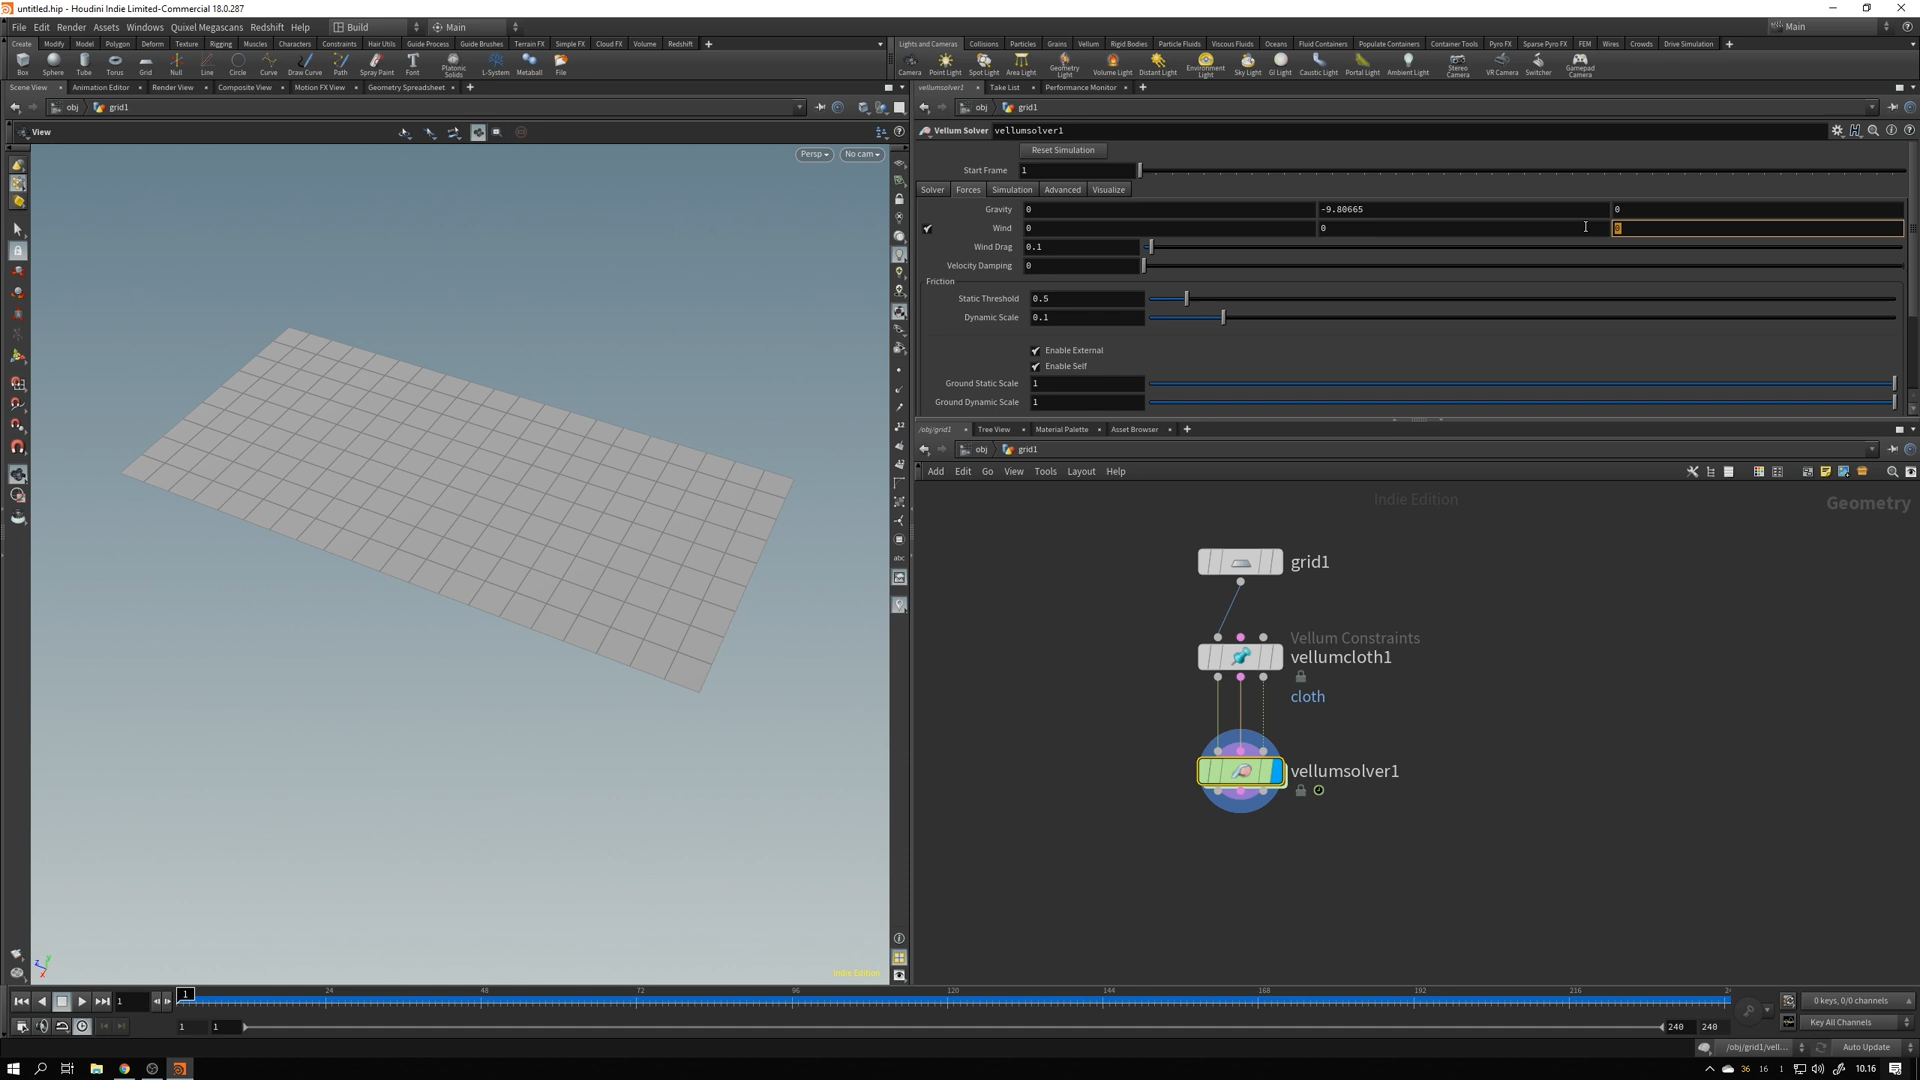 untitled.hip - Houdini Indie Limited-Commercial 18.0.287
File Edit Render Assets Windows Quixel Megascans Redshift Help Build Main Main
Create Modify Model Polygon Deform Texture Rigging Muscles Characters Constraints Hair Utils Guide Process Guide Brushes Terrain FX Simple FX Cloud FX Volume Redshift
Lights and Cameras Collisions Particles Grains Vellum Rigid Bodies Particle Fluids Viscous Fluids Oceans Fluid Containers Populate Containers Container Tools Pyro FX Sparse Pyro FX FEM Wires Crowds Drive Simulation
Box Sphere Tube Torus Grid Null Line Circle Curve Draw Curve Path Spray Paint Font Platonic Solids L-System Metaball File
Camera Point Light Spot Light Area Light Geometry Light Volume Light Distant Light Environment Light Sky Light GI Light Caustic Light Portal Light Ambient Light Stereo Camera VR Camera Switcher Gamepad Camera
Scene View Animation Editor Render View Composite View Motion FX View Geometry Spreadsheet
vellumsolver1 Take List Performance Monitor
obj grid1
obj grid1
View
Persp No cam
Vellum Solver vellumsolver1
Reset Simulation
Start Frame 1
Solver Forces Simulation Advanced Visualize
Gravity 0 -9.80665 0
Wind 0 0 0
Wind Drag 0.1
Velocity Damping 0
Friction
Static Threshold 0.5
Dynamic Scale 0.1
Enable External
Enable Self
Ground Static Scale 1
Ground Dynamic Scale 1
/obj/grid1 Tree View Material Palette Asset Browser
obj grid1
Add Edit Go View Tools Layout Help
Indie Edition
Geometry
grid1
Vellum Constraints
vellumcloth1
cloth
vellumsolver1
abc
z y x
Indie Edition
1 1 24 48 72 96 120 144 168 192 216
0 keys, 0/0 channels
1 1 240 240
Key All Channels
/obj/grid1/vell... Auto Update
36 16 1 10.16